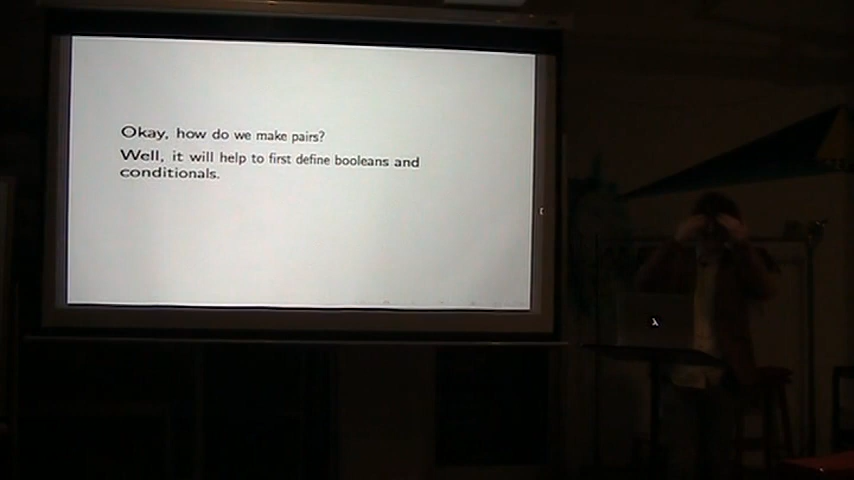 Okay, how do we make pairs?
Well, it will help to first define booleans and
conditionals.
λ